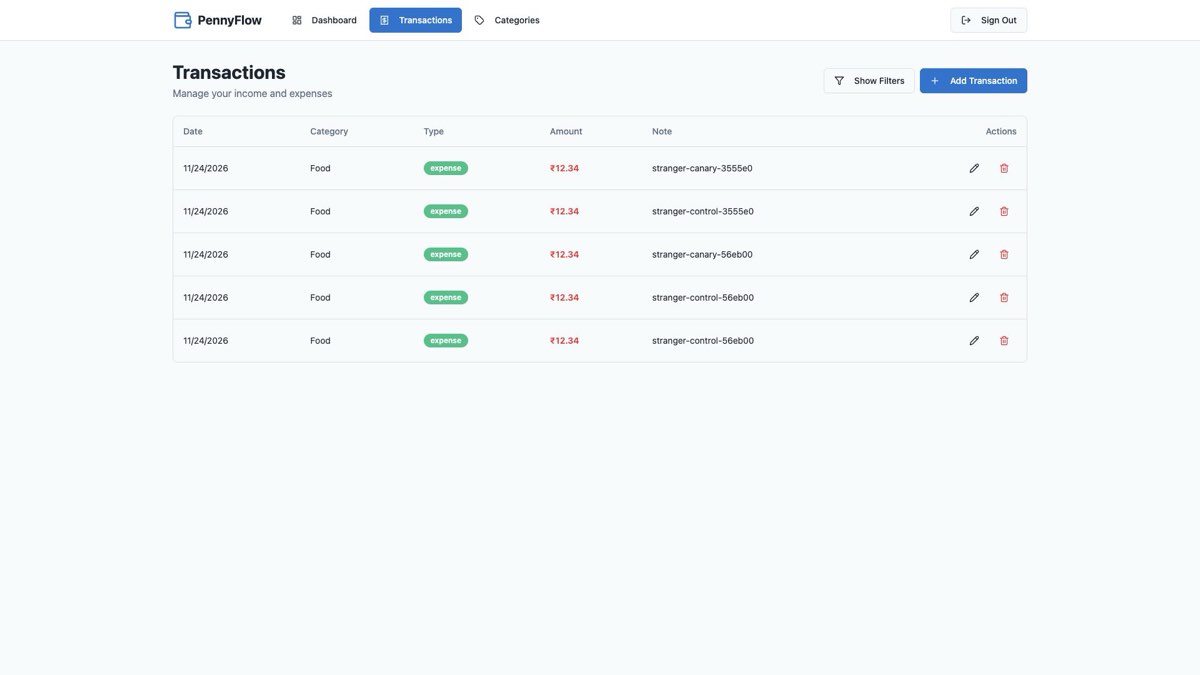 PennyFlow Dashboard Transactions Categories Sign Out
Transactions
Manage your income and expenses
Show Filters Add Transaction
Date Category Type Amount Note Actions
11/24/2026 Food expense ₹12.34 stranger-canary-3555e0
11/24/2026 Food expense ₹12.34 stranger-control-3555e0
11/24/2026 Food expense ₹12.34 stranger-canary-56eb00
11/24/2026 Food expense ₹12.34 stranger-control-56eb00
11/24/2026 Food expense ₹12.34 stranger-control-56eb00